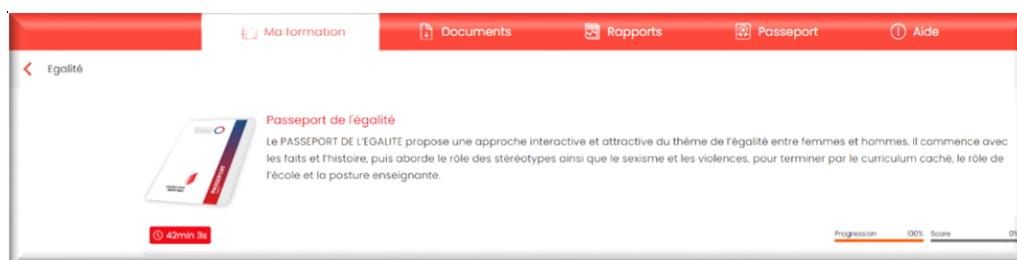 Ma formation
Documents
Rapports
Passeport
Aide
Egalité
Passeport de l'égalité
Le PASSEPORT DE L'EGALITE propose une approche interactive et attractive du thème de l'égalité entre femmes et hommes. Il commence avec
les faits et l'histoire, puis aborde le rôle des stéréotypes ainsi que le sexisme et les violences, pour terminer par le curriculum caché, le rôle de
l'école et la posture enseignante.
PASSEPORT
42min 3s
Progression 100% Score 0%